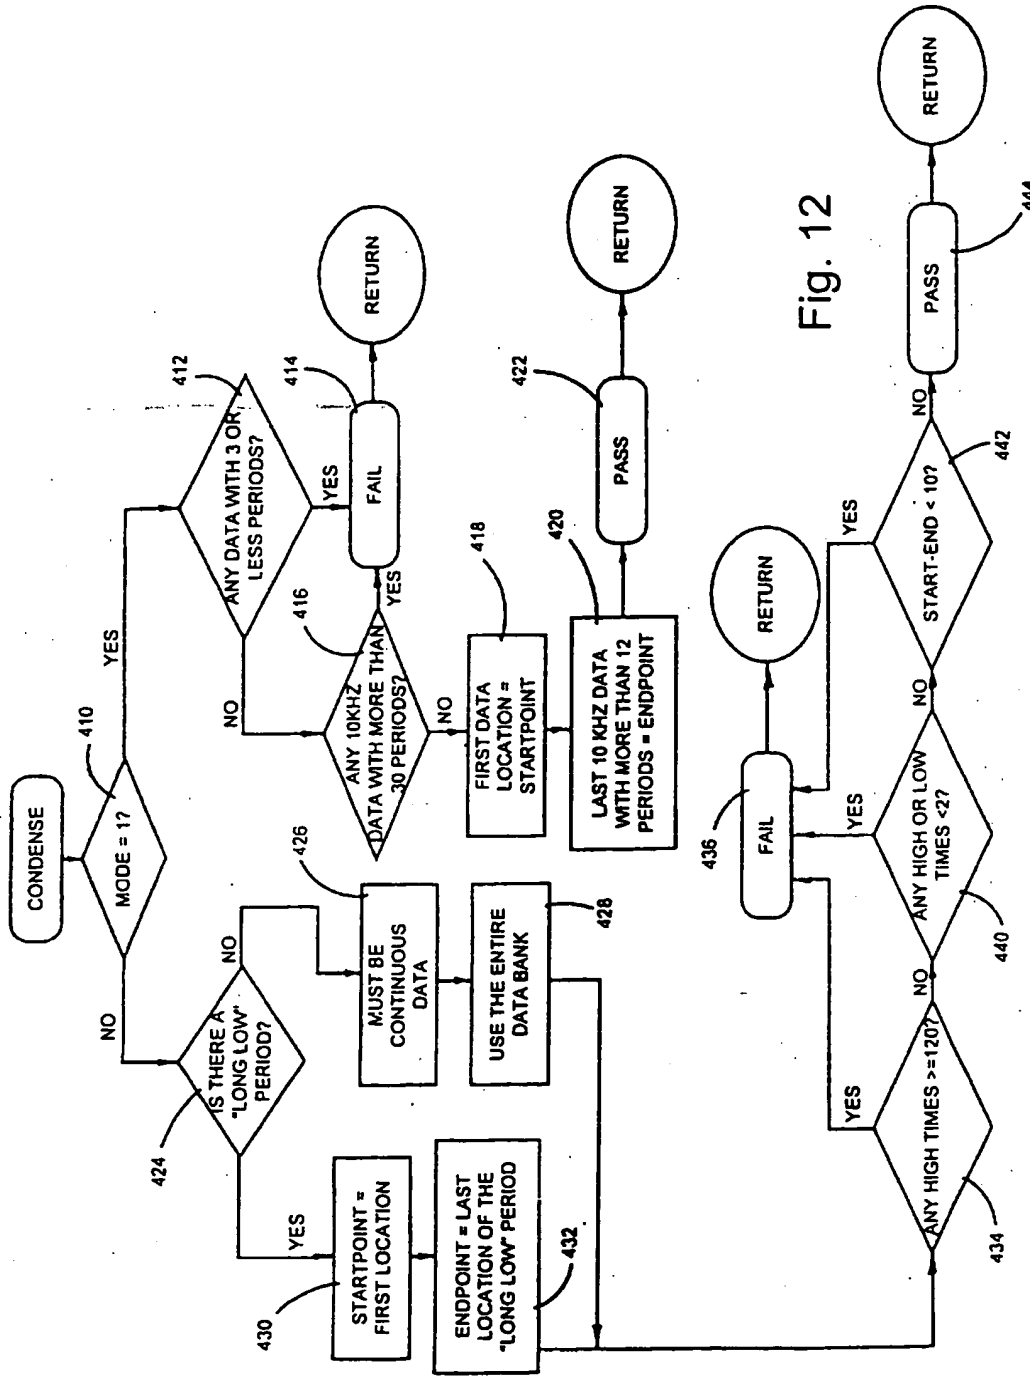 CONDENSE
410
MODE = 1?
YES
NO
412
ANY DATA WITH 3 OR
LESS PERIODS?
YES
NO
414
FAIL
RETURN
416
ANY 10KHZ
DATA WITH MORE THAN
30 PERIODS?
YES
NO
418
FIRST DATA
LOCATION =
STARTPOINT
420
LAST 10 KHZ DATA
WITH MORE THAN 12
PERIODS = ENDPOINT
422
PASS
RETURN
424
IS THERE A
"LONG LOW"
PERIOD?
NO
YES
426
MUST BE
CONTINUOUS
DATA
428
USE THE ENTIRE
DATA BANK
430
STARTPOINT =
FIRST LOCATION
432
ENDPOINT = LAST
LOCATION OF THE
"LONG LOW" PERIOD
434
ANY HIGH TIMES >=120?
YES
NO
436
FAIL
RETURN
440
ANY HIGH OR LOW
TIMES <2?
YES
NO
442
START-END < 10?
YES
NO
444
PASS
RETURN
Fig. 12